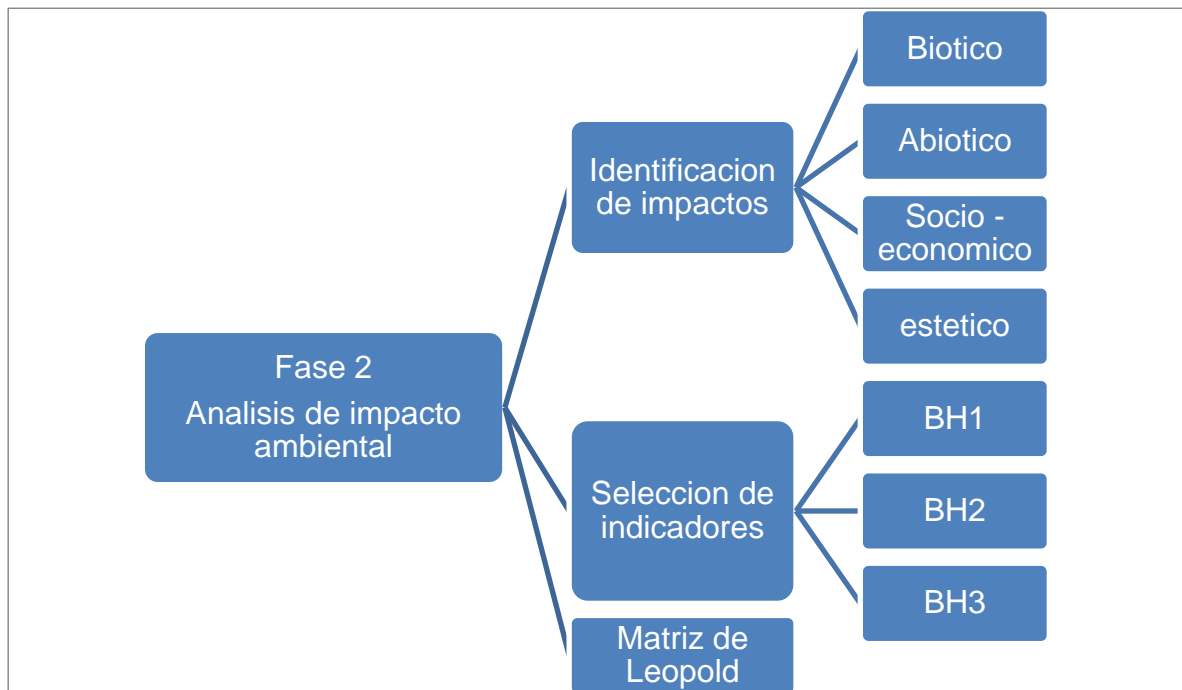 Fase 2
Analisis de impacto
ambiental
Identificacion
de impactos
Biotico
Abiotico
Socio -
economico
estetico
Seleccion de
indicadores
BH1
BH2
BH3
Matriz de
Leopold